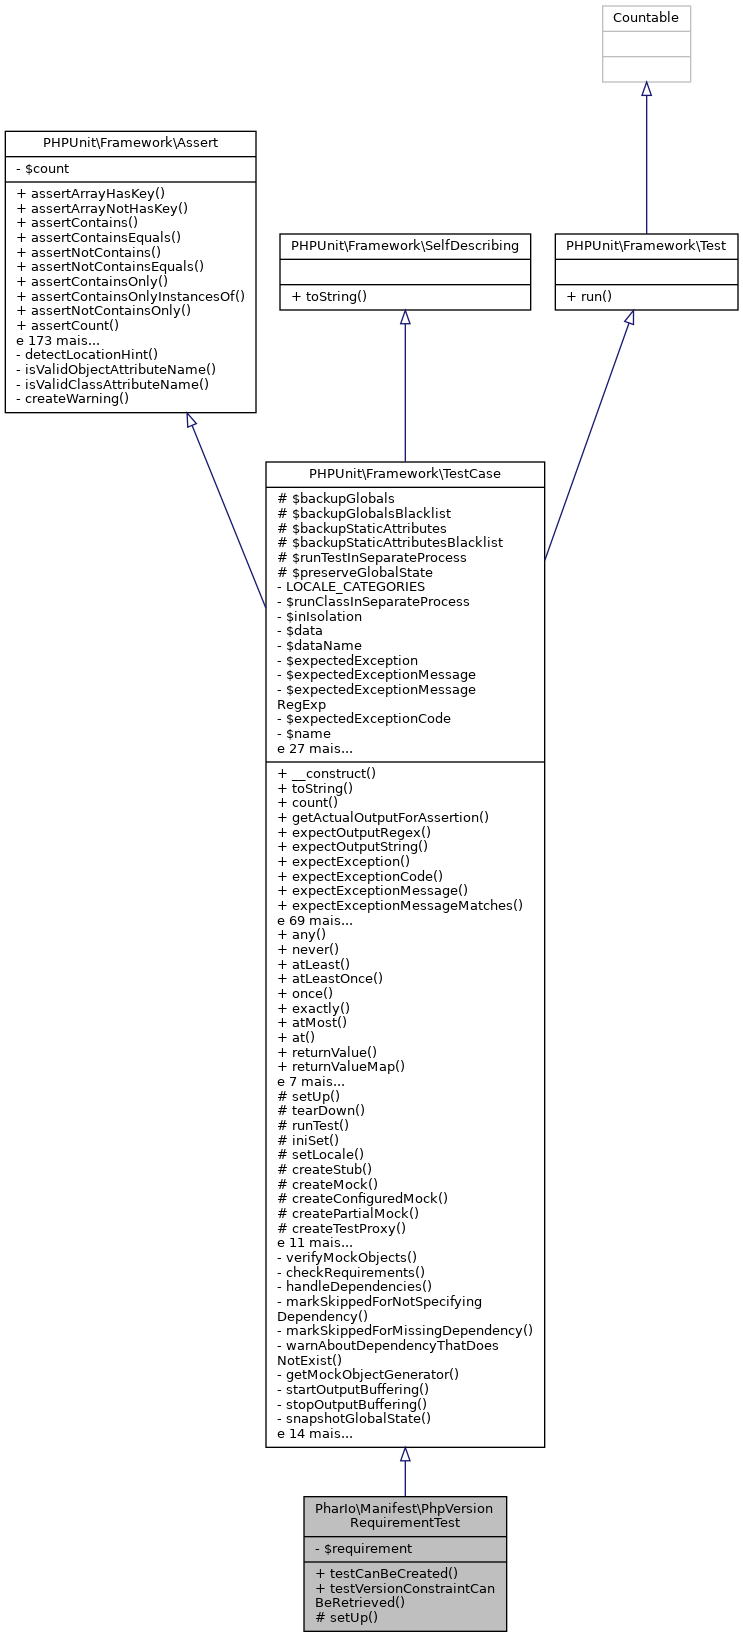 Countable
PHPUnit\Framework\Assert
- $count
+ assertArrayHasKey()
+ assertArrayNotHasKey()
+ assertContains()
+ assertContainsEquals()
+ assertNotContains()
+ assertNotContainsEquals()
+ assertContainsOnly()
+ assertContainsOnlyInstancesOf()
+ assertNotContainsOnly()
+ assertCount()
e 173 mais...
- detectLocationHint()
- isValidObjectAttributeName()
- isValidClassAttributeName()
- createWarning()
PHPUnit\Framework\SelfDescribing
+ toString()
PHPUnit\Framework\Test
+ run()
PHPUnit\Framework\TestCase
# $backupGlobals
# $backupGlobalsBlacklist
# $backupStaticAttributes
# $backupStaticAttributesBlacklist
# $runTestInSeparateProcess
# $preserveGlobalState
- LOCALE_CATEGORIES
- $runClassInSeparateProcess
- $inIsolation
- $data
- $dataName
- $expectedException
- $expectedExceptionMessage
- $expectedExceptionMessage
RegExp
- $expectedExceptionCode
- $name
e 27 mais...
+ __construct()
+ toString()
+ count()
+ getActualOutputForAssertion()
+ expectOutputRegex()
+ expectOutputString()
+ expectException()
+ expectExceptionCode()
+ expectExceptionMessage()
+ expectExceptionMessageMatches()
e 69 mais...
+ any()
+ never()
+ atLeast()
+ atLeastOnce()
+ once()
+ exactly()
+ atMost()
+ at()
+ returnValue()
+ returnValueMap()
e 7 mais...
# setUp()
# tearDown()
# runTest()
# iniSet()
# setLocale()
# createStub()
# createMock()
# createConfiguredMock()
# createPartialMock()
# createTestProxy()
e 11 mais...
- verifyMockObjects()
- checkRequirements()
- handleDependencies()
- markSkippedForNotSpecifying
Dependency()
- markSkippedForMissingDependency()
- warnAboutDependencyThatDoes
NotExist()
- getMockObjectGenerator()
- startOutputBuffering()
- stopOutputBuffering()
- snapshotGlobalState()
e 14 mais...
PharIo\Manifest\PhpVersion
RequirementTest
- $requirement
+ testCanBeCreated()
+ testVersionConstraintCan
BeRetrieved()
# setUp()